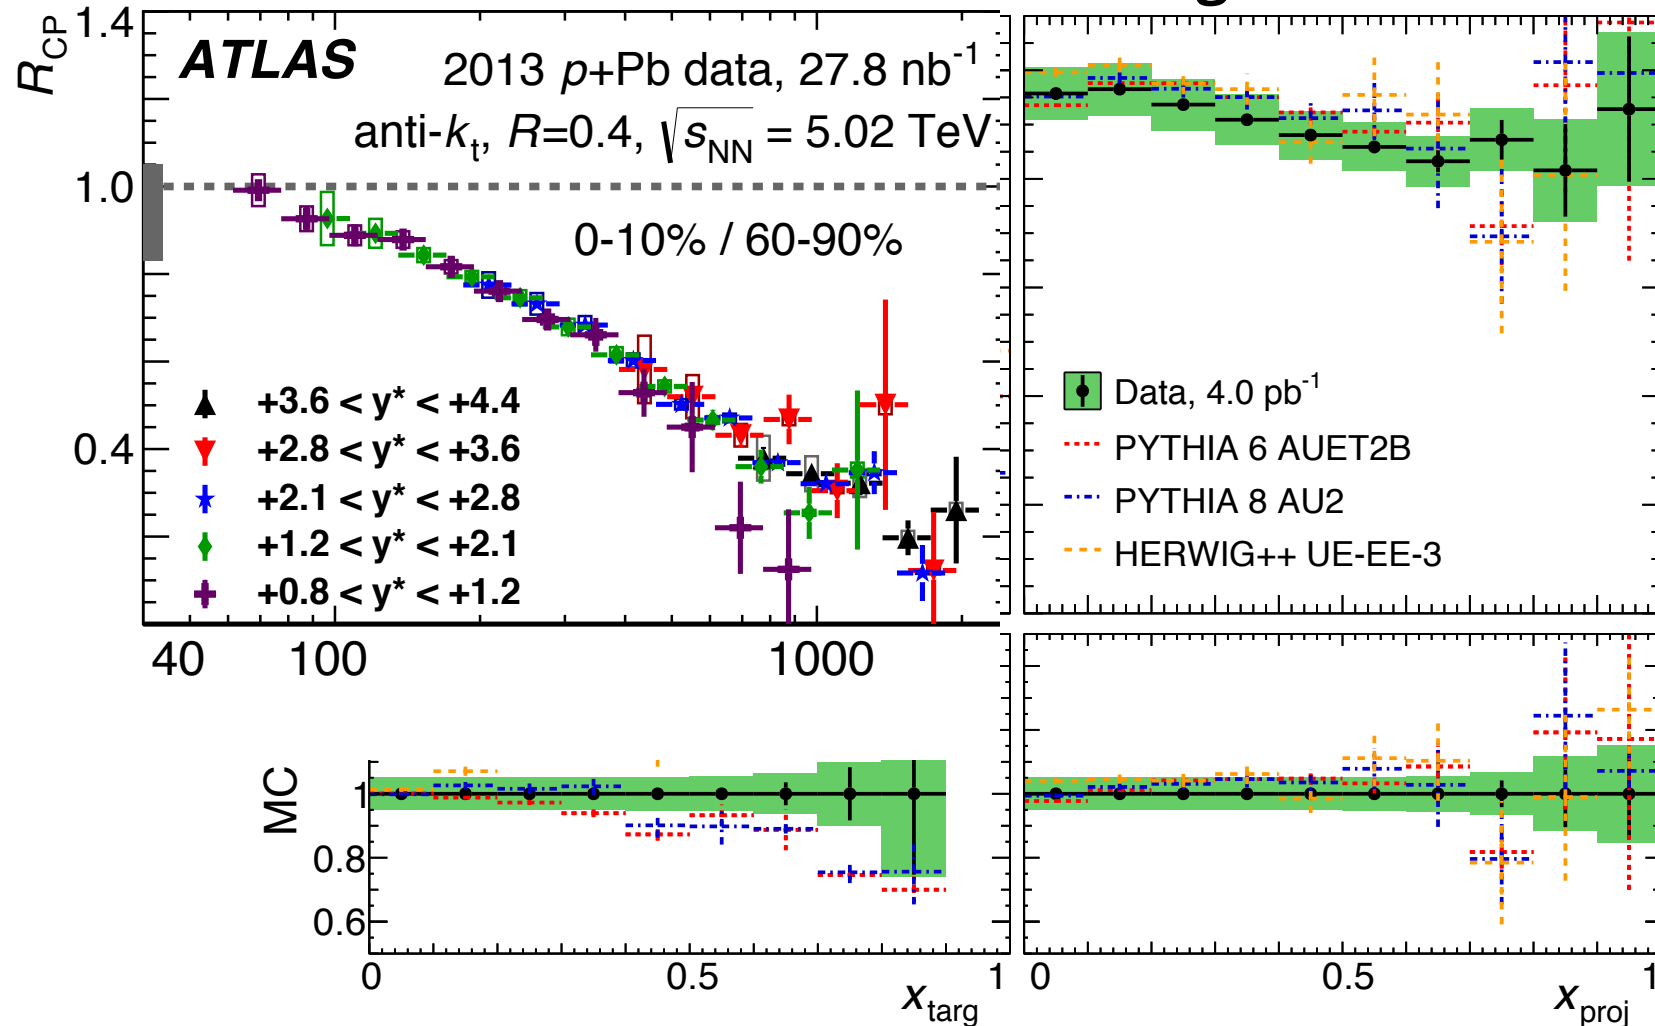 g
1.4
R_CP
ATLAS
2013 p+Pb data, 27.8 nb⁻¹
anti-k_t, R=0.4, √s_NN = 5.02 TeV
1.0
0-10% / 60-90%
0.4
+3.6 < y* < +4.4
+2.8 < y* < +3.6
+2.1 < y* < +2.8
+1.2 < y* < +2.1
+0.8 < y* < +1.2
40 100 1000
Data, 4.0 pb⁻¹
PYTHIA 6 AUET2B
PYTHIA 8 AU2
HERWIG++ UE-EE-3
MC
1
0.8
0.6
0 0.5 1
x_targ
0 0.5 1
x_proj